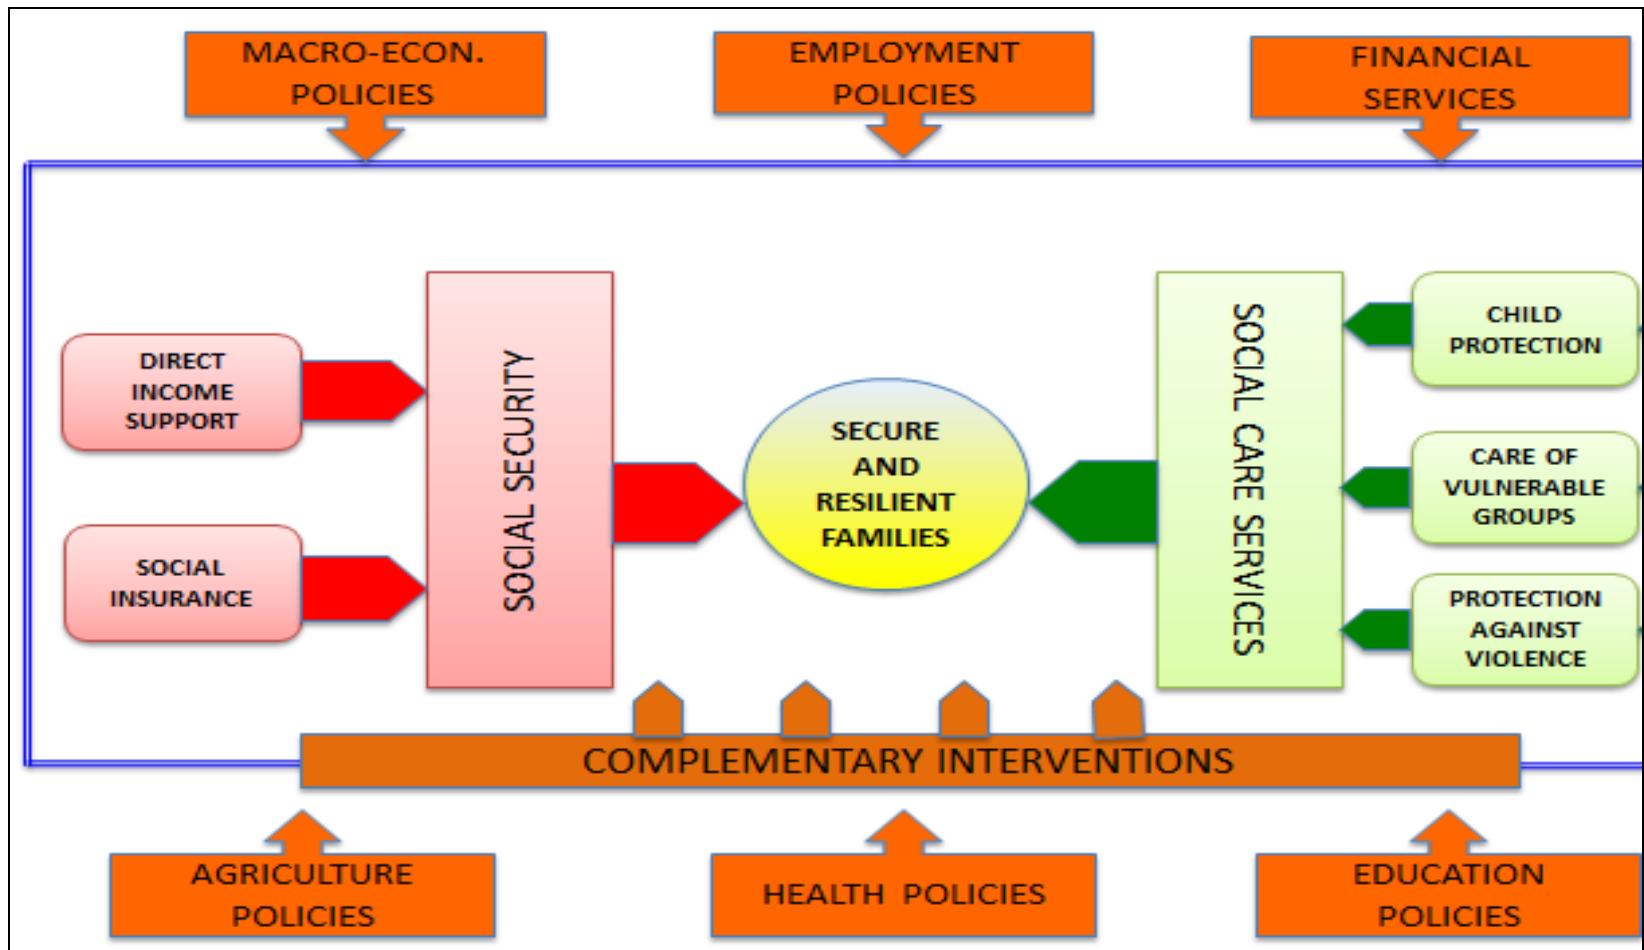 MACRO-ECON.
POLICIES
EMPLOYMENT
POLICIES
FINANCIAL
SERVICES
DIRECT
INCOME
SUPPORT
SOCIAL
INSURANCE
SOCIAL SECURITY
SECURE
AND
RESILIENT
FAMILIES
SOCIAL CARE SERVICES
CHILD
PROTECTION
CARE OF
VULNERABLE
GROUPS
PROTECTION
AGAINST
VIOLENCE
COMPLEMENTARY INTERVENTIONS
AGRICULTURE
POLICIES
HEALTH POLICIES
EDUCATION
POLICIES